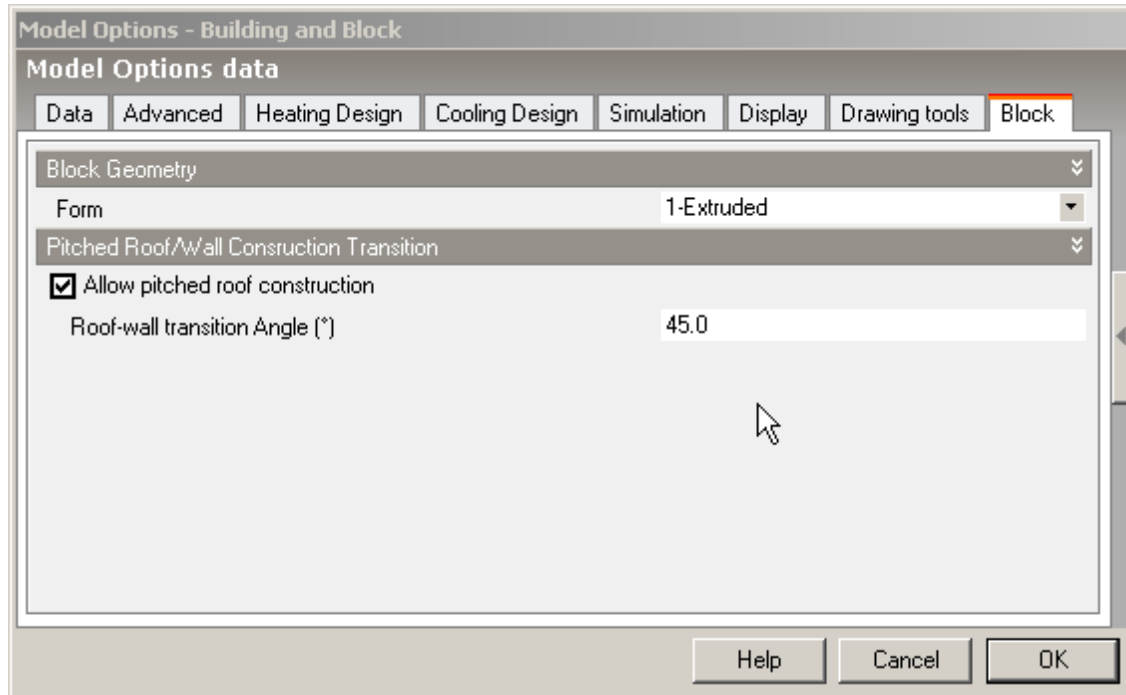 Model Options - Building and Block
Model Options data
Data Advanced Heating Design Cooling Design Simulation Display Drawing tools Block
Block Geometry
Form 1-Extruded
Pitched Roof/Wall Consruction Transition
Allow pitched roof construction
Roof-wall transition Angle (°) 45.0
Help Cancel OK